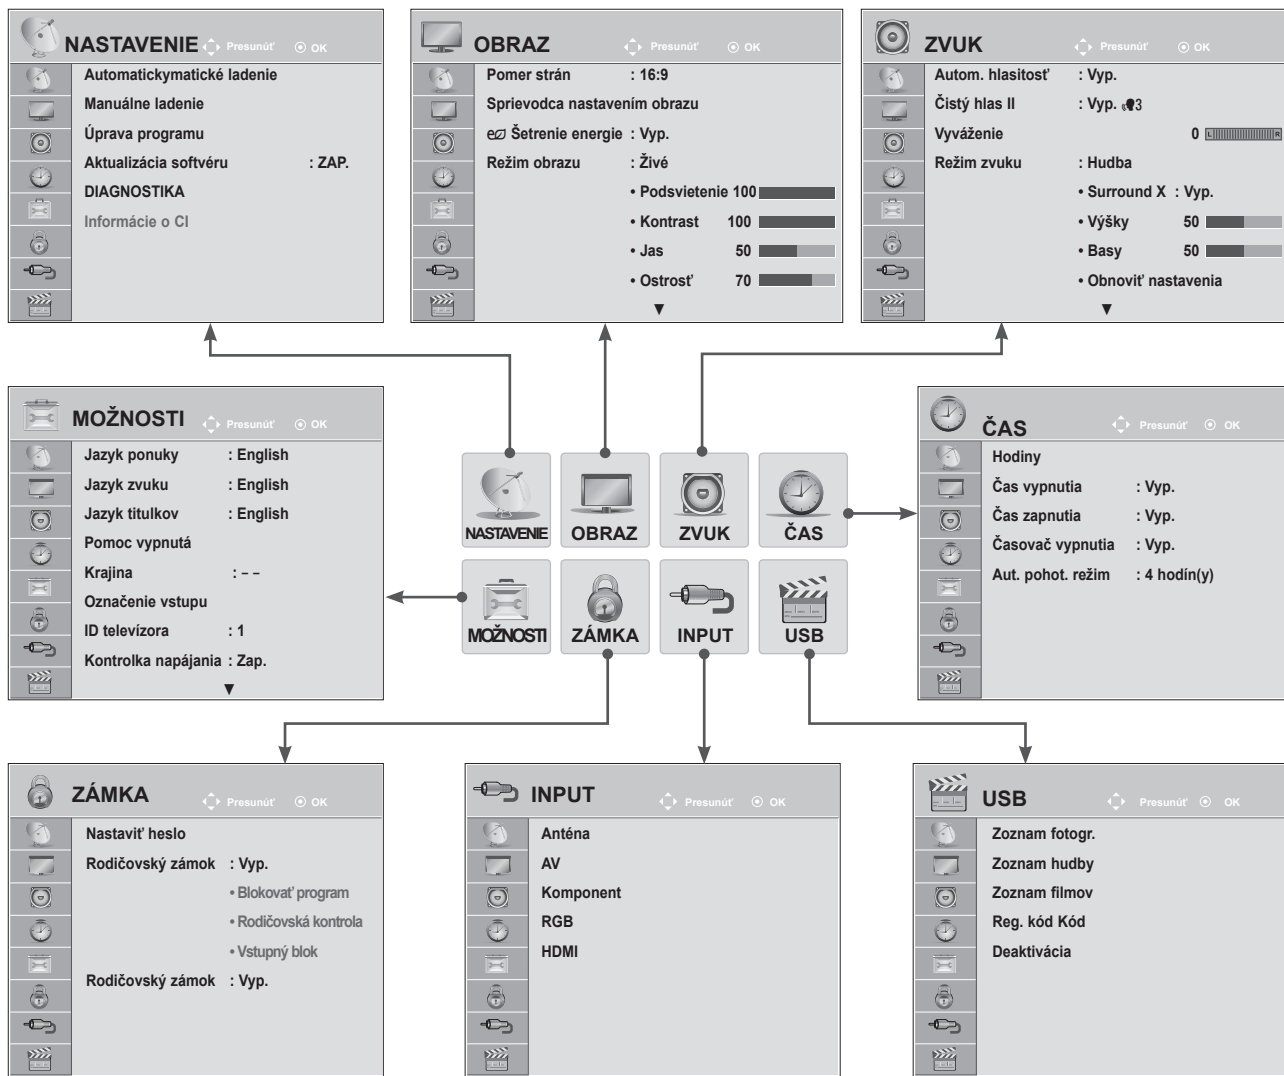 NASTAVENIE Presunúť OK
Automatickymatické ladenie
Manuálne ladenie
Úprava programu
Aktualizácia softvéru : ZAP.
DIAGNOSTIKA
Informácie o CI
OBRAZ Presunúť OK
Pomer strán : 16:9
Sprievodca nastavením obrazu
Šetrenie energie : Vyp.
Režim obrazu : Živé
• Podsvietenie 100
• Kontrast 100
• Jas 50
• Ostrosť 70
▼
ZVUK Presunúť OK
Autom. hlasitosť : Vyp.
Čistý hlas II : Vyp. 3
Vyváženie 0 L R
Režim zvuku : Hudba
• Surround X : Vyp.
• Výšky 50
• Basy 50
• Obnoviť nastavenia
▼
MOŽNOSTI Presunúť OK
Jazyk ponuky : English
Jazyk zvuku : English
Jazyk titulkov : English
Pomoc vypnutá
Krajina : – –
Označenie vstupu
ID televízora : 1
Kontrolka napájania : Zap.
▼
NASTAVENIE OBRAZ ZVUK ČAS
MOŽNOSTI ZÁMKA INPUT USB
ČAS Presunúť OK
Hodiny
Čas vypnutia : Vyp.
Čas zapnutia : Vyp.
Časovač vypnutia : Vyp.
Aut. pohot. režim : 4 hodín(y)
ZÁMKA Presunúť OK
Nastaviť heslo
Rodičovský zámok : Vyp.
• Blokovať program
• Rodičovská kontrola
• Vstupný blok
Rodičovský zámok : Vyp.
INPUT Presunúť OK
Anténa
AV
Komponent
RGB
HDMI
USB Presunúť OK
Zoznam fotogr.
Zoznam hudby
Zoznam filmov
Reg. kód Kód
Deaktivácia